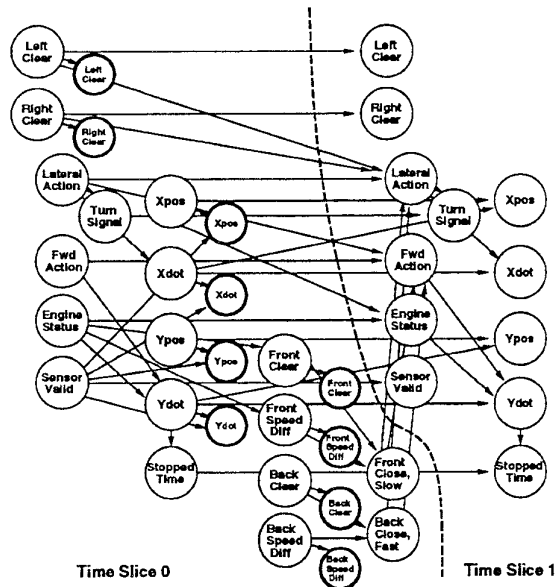 Left
Clear
Left
Clear
Left
Clear
Right
Clear
Right
Clear
Right
Clear
Lateral
Action
Xpos
Lateral
Action
Xpos
Turn
Signal
Xpos
Turn
Signal
Fwd
Action
Xdot
Fwd
Action
Xdot
Xdot
Engine
Status
Ypos
Engine
Status
Ypos
Ypos
Front
Clear
Sensor
Valid
Front
Clear
Sensor
Valid
Ydot
Ydot
Front
Speed
Diff
Ydot
Front
Speed
Diff
Stopped
Time
Front
Close,
Slow
Stopped
Time
Back
Clear
Back
Clear
Back
Speed
Diff
Back
Close,
Fast
Back
Speed
Diff
Time Slice 0
Time Slice 1